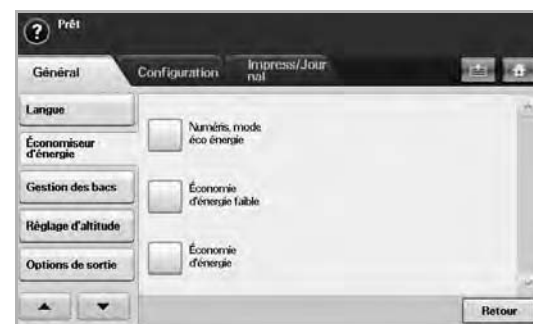 Prêt
Général
Configuration
Impress/Jour
nal
Langue
Économiseur
d'énergie
Gestion des bacs
Réglage d'altitude
Options de sortie
Numéris. mode
éco énergie
Économie
d'énergie faible
Économie
d'énergie
Retour